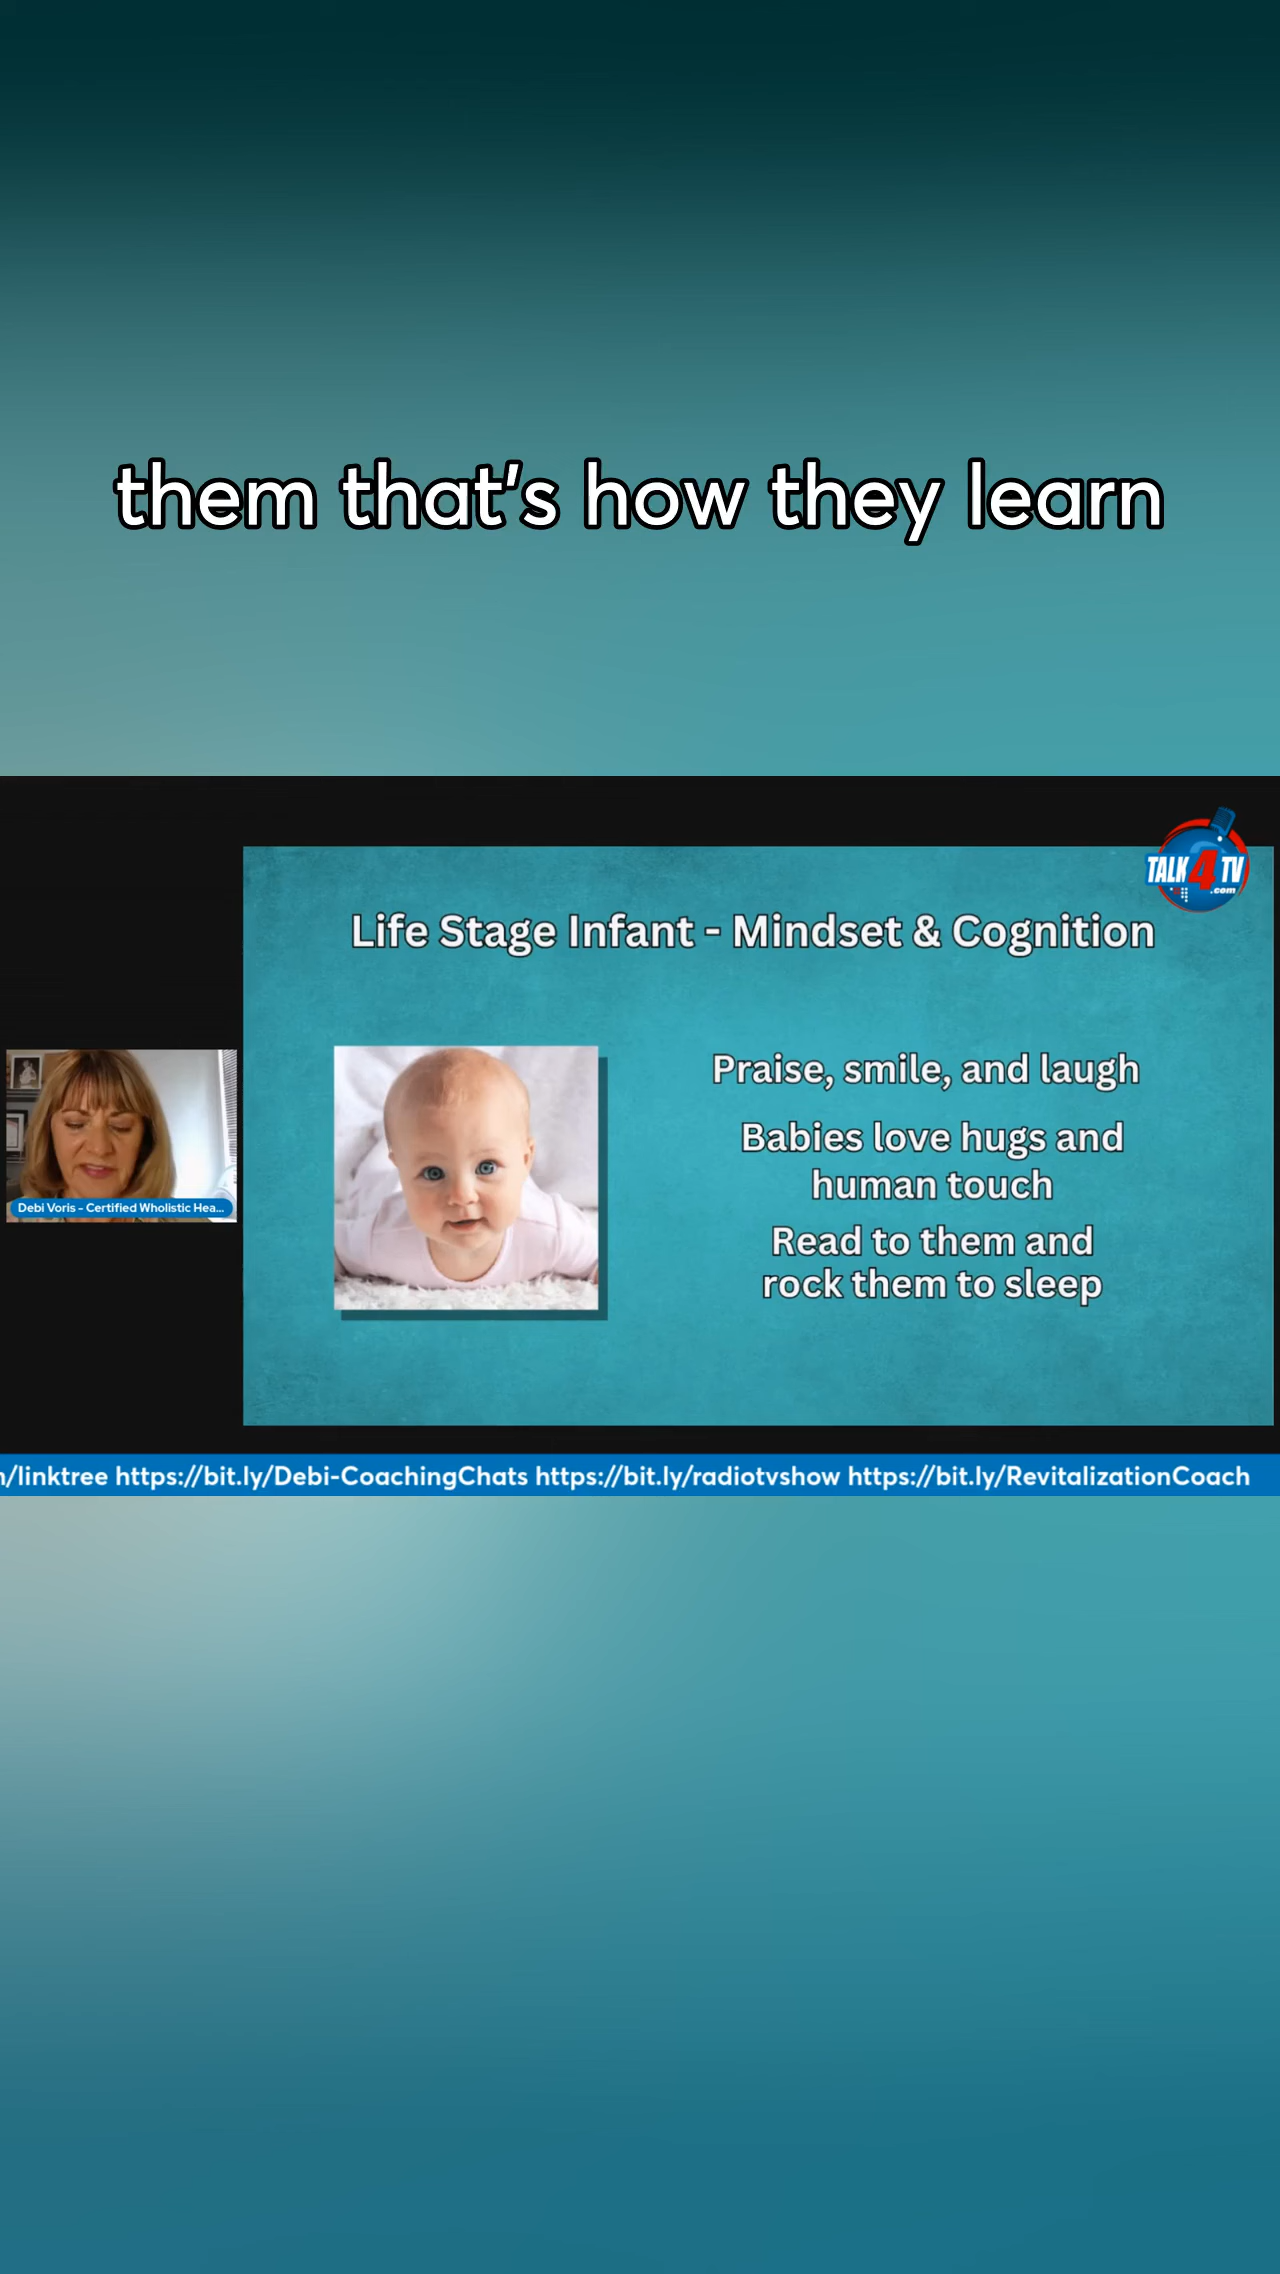 them that's how they learn
TALK4TV
.com
Life Stage Infant - Mindset & Cognition
Praise, smile, and laugh
Babies love hugs and
human touch
Read to them and
rock them to sleep
Debi Voris - Certified Wholistic Hea...
/linktree https://bit.ly/Debi-CoachingChats https://bit.ly/radiotvshow https://bit.ly/RevitalizationCoach